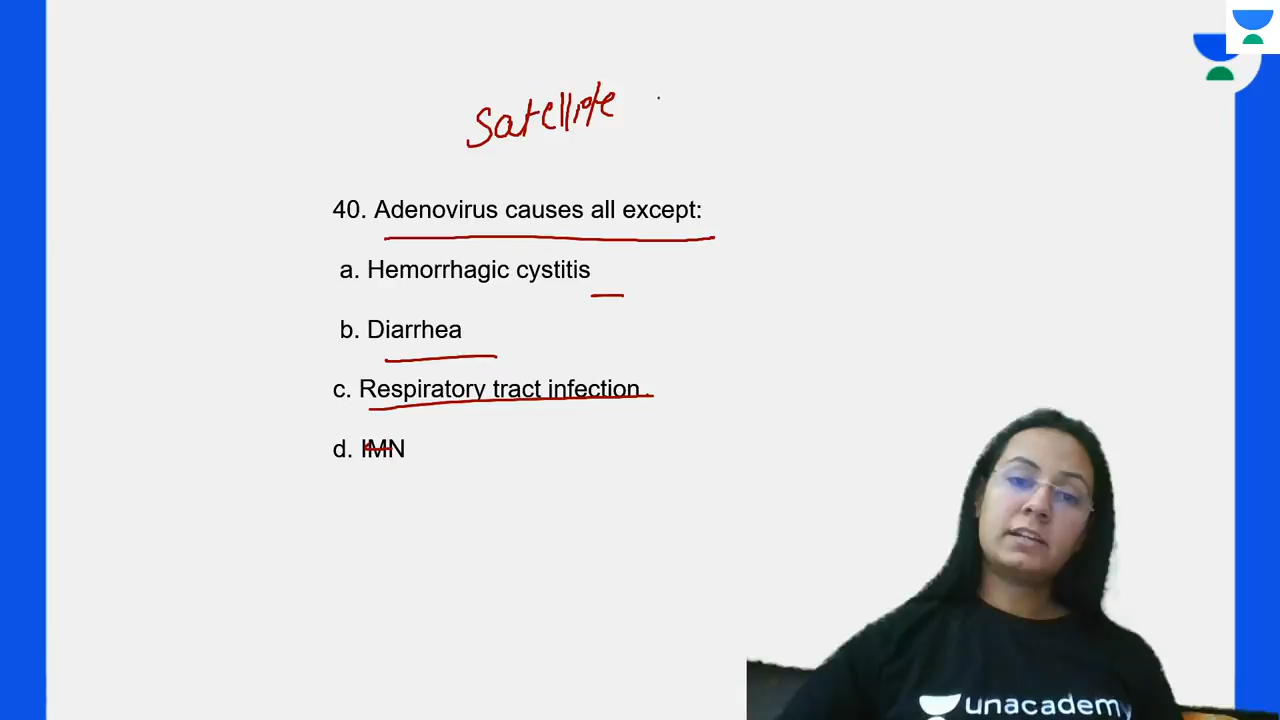 Satellite
40. Adenovirus causes all except:
a. Hemorrhagic cystitis
b. Diarrhea
c. Respiratory tract infection.
d. IMN
unacademy